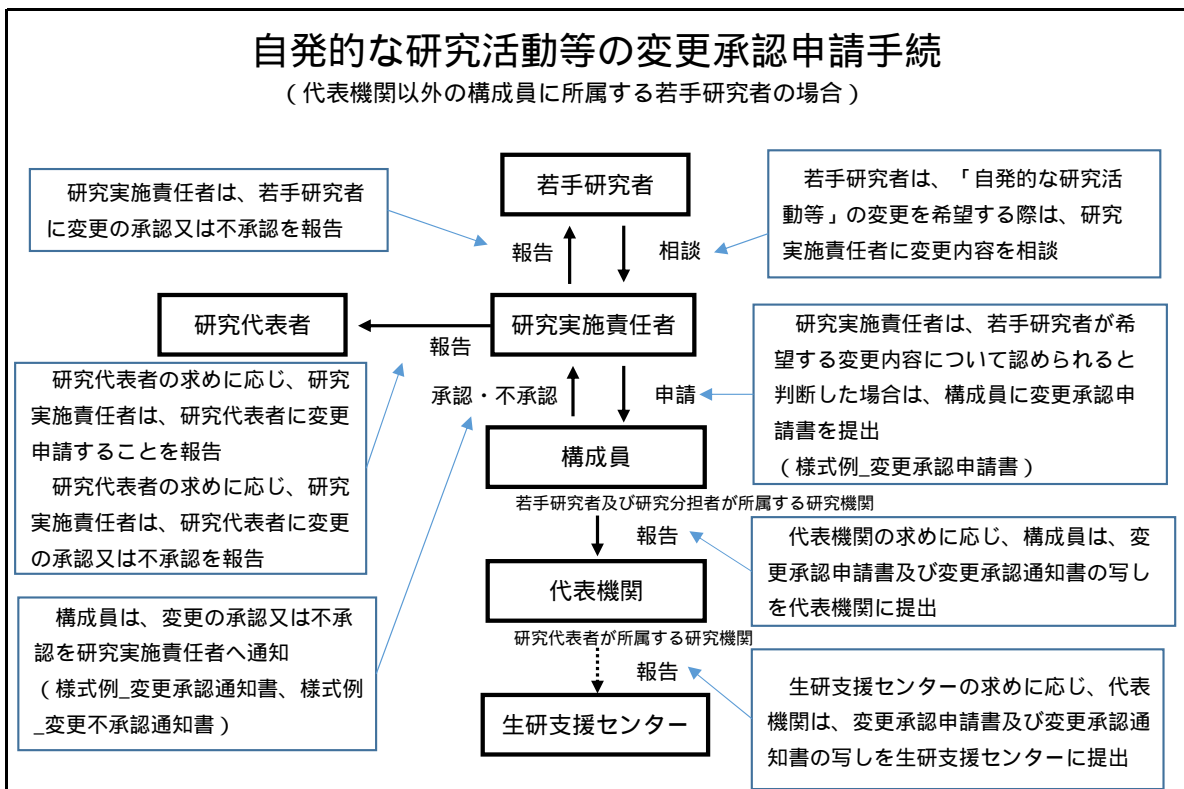 自発的な研究活動等の変更承認申請手続
（代表機関以外の構成員に所属する若手研究者の場合）
研究実施責任者は、若手研究者
に変更の承認又は不承認を報告
若手研究者
若手研究者は、「自発的な研究活
動等」の変更を希望する際は、研究
実施責任者に変更内容を相談
報告
相談
研究代表者
研究実施責任者
報告
研究実施責任者は、若手研究者が希
望する変更内容について認められると
判断した場合は、構成員に変更承認申
請書を提出
（様式例_変更承認申請書）
研究代表者の求めに応じ、研究
実施責任者は、研究代表者に変更
申請することを報告
研究代表者の求めに応じ、研究
実施責任者は、研究代表者に変更
の承認又は不承認を報告
承認・不承認
申請
構成員
若手研究者及び研究分担者が所属する研究機関
報告
代表機関の求めに応じ、構成員は、変
更承認申請書及び変更承認通知書の写し
を代表機関に提出
代表機関
研究代表者が所属する研究機関
構成員は、変更の承認又は不承
認を研究実施責任者へ通知
（様式例_変更承認通知書、様式例
_変更不承認通知書）
報告
生研支援センターの求めに応じ、代表
機関は、変更承認申請書及び変更承認通
知書の写しを生研支援センターに提出
生研支援センター